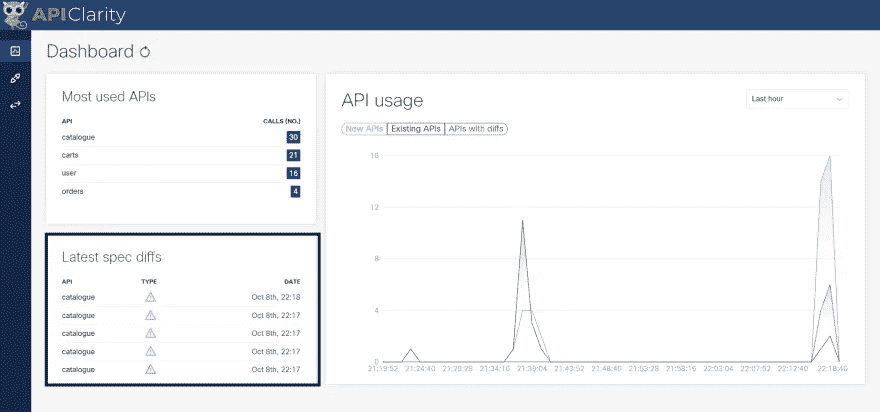 APIClarity
Dashboard
Most used APIs
API CALLS (NO.)
catalogue 30
carts 21
user 16
orders 4
Latest spec diffs
API TYPE DATE
catalogue Oct 8th, 22:18
catalogue Oct 8th, 22:17
catalogue Oct 8th, 22:17
catalogue Oct 8th, 22:17
catalogue Oct 8th, 22:17
API usage
Last hour
New APIs Existing APIs APIs with diffs
16
12
8
4
0
21:19:52 21:24:40 21:29:28 21:34:16 21:39:04 21:43:52 21:48:40 21:53:28 21:58:16 22:03:04 22:07:52 22:12:40 22:18:40